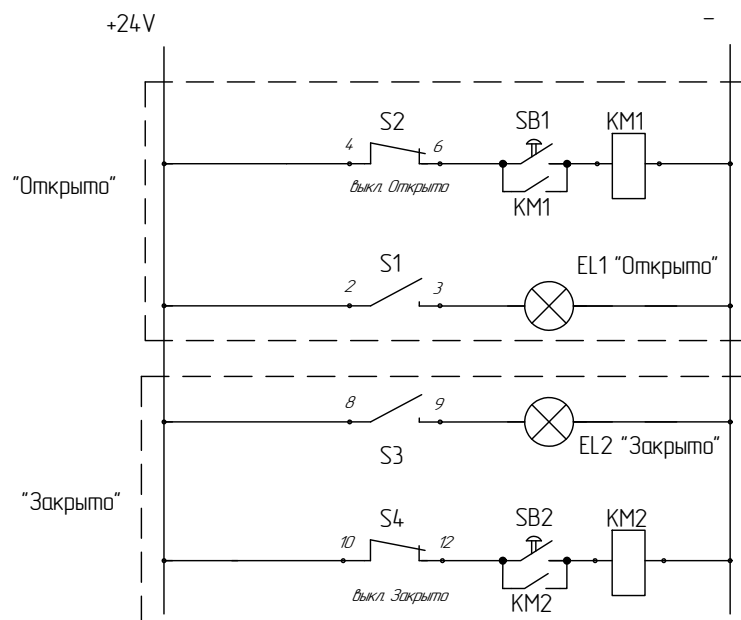 +24V
–
S2
SB1
KM1
4
6
выкл. Открыто
KM1
"Открыто"
S1
EL1 "Открыто"
2
3
8
9
S3
EL2 "Закрыто"
"Закрыто"
S4
SB2
KM2
10
12
выкл. Закрыто
KM2